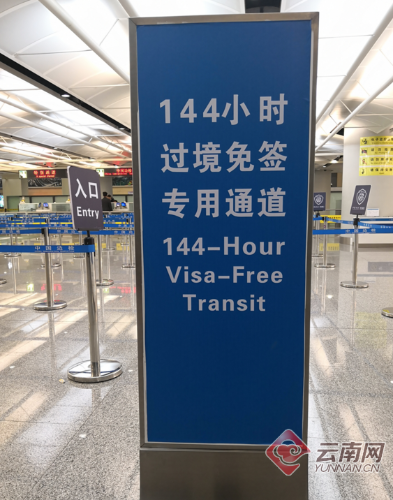 144小时
过境免签
专用通道
144-Hour
Visa-Free
Transit
入口
Entry
云南网
YUNNAN.CN